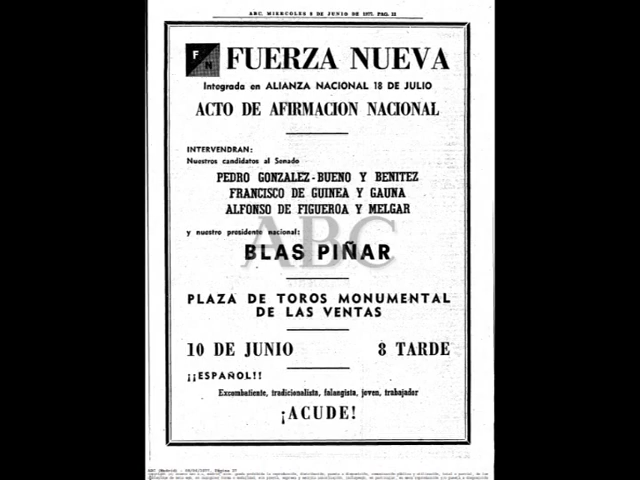 ABC. MIERCOLES 8 DE JUNIO DE 1977. PAG. 22
F
N
FUERZA NUEVA
Integrada en ALIANZA NACIONAL 18 DE JULIO
ACTO DE AFIRMACION NACIONAL
INTERVENDRAN:
Nuestros candidatos al Senado
PEDRO GONZALEZ-BUENO Y BENITEZ
FRANCISCO DE GUINEA Y GAUNA
ALFONSO DE FIGUEROA Y MELGAR
y nuestro presidente nacional:
ABC
BLAS PIÑAR
PLAZA DE TOROS MONUMENTAL
DE LAS VENTAS
10 DE JUNIO 8 TARDE
¡¡ESPAÑOL!!
Excombatiente, tradicionalista, falangista, joven, trabajador
¡ACUDE!